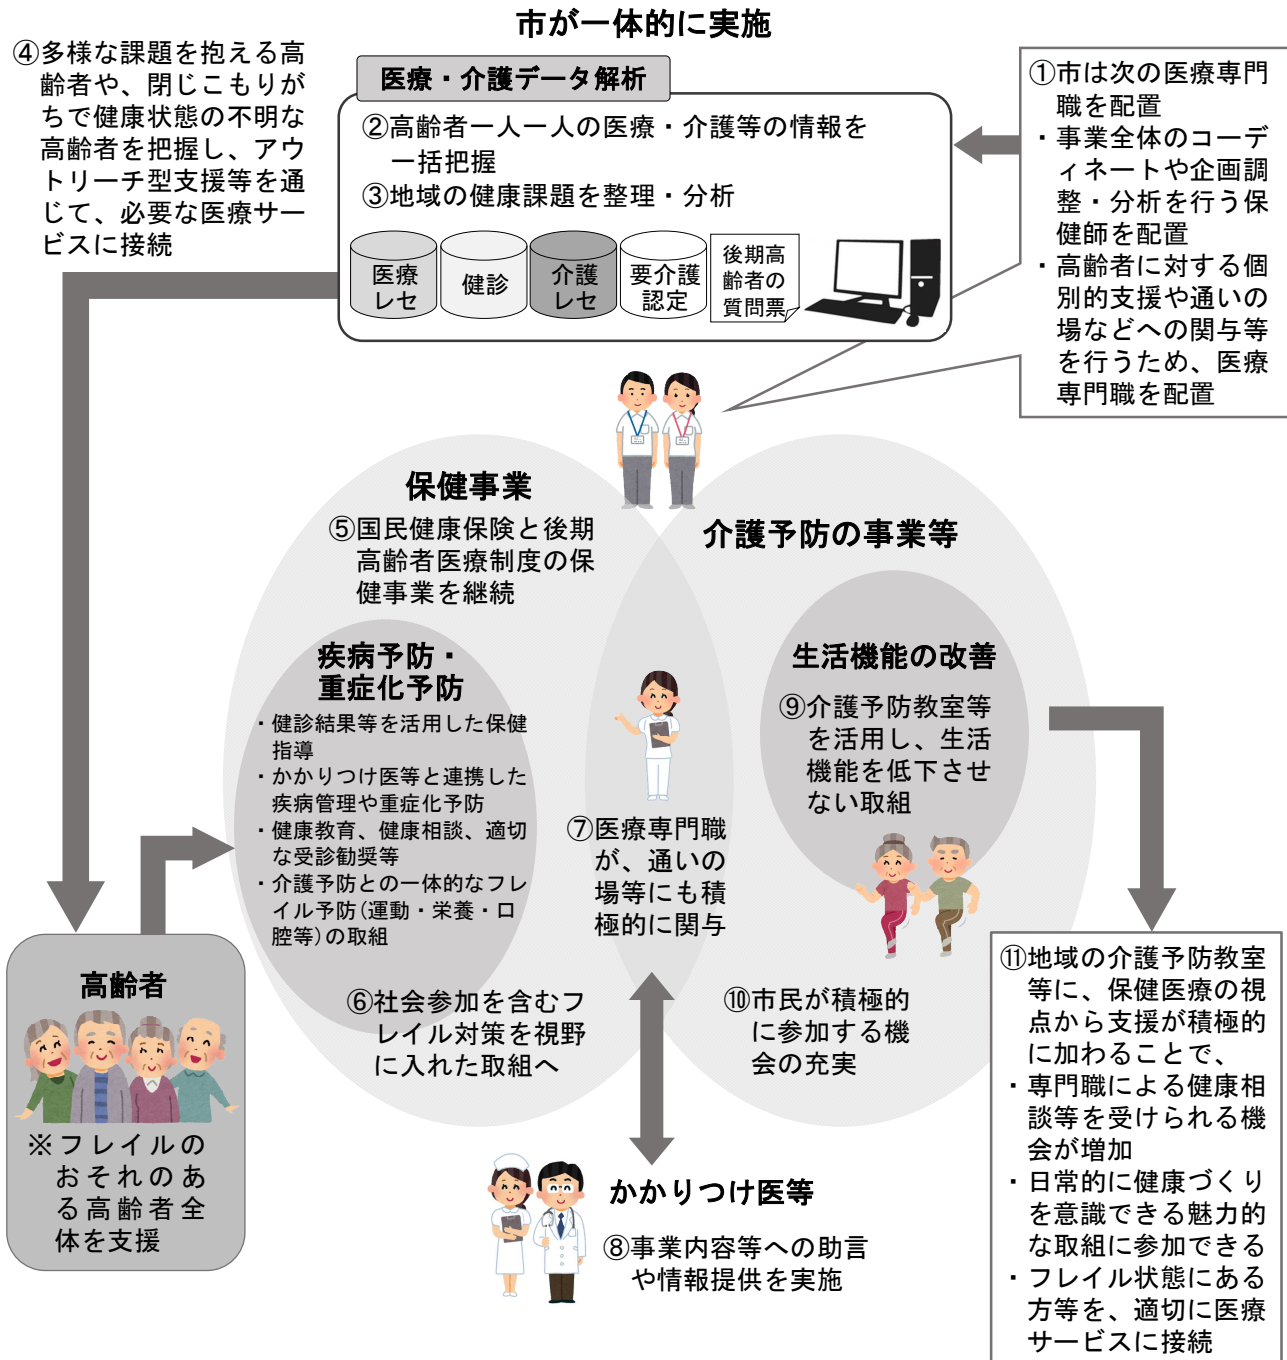 市が一体的に実施
④多様な課題を抱える高
齢者や、閉じこもりが
ちで健康状態の不明な
高齢者を把握し、アウ
トリーチ型支援等を通
じて、必要な医療サー
ビスに接続
医療・介護データ解析
②高齢者一人一人の医療・介護等の情報を
一括把握
③地域の健康課題を整理・分析
医療
レセ
健診
介護
レセ
要介護
認定
後期高
齢者の
質問票
①市は次の医療専門
職を配置
・事業全体のコーデ
ィネートや企画調
整・分析を行う保
健師を配置
・高齢者に対する個
別的支援や通いの
場などへの関与等
を行うため、医療
専門職を配置
保健事業
⑤国民健康保険と後期
高齢者医療制度の保
健事業を継続
疾病予防・
重症化予防
・健診結果等を活用した保健
指導
・かかりつけ医等と連携した
疾病管理や重症化予防
・健康教育、健康相談、適切
な受診勧奨等
・介護予防との一体的なフレ
イル予防(運動・栄養・口
腔等)の取組
⑥社会参加を含むフ
レイル対策を視野
に入れた取組へ
⑦医療専門職
が、通いの
場等にも積
極的に関与
介護予防の事業等
生活機能の改善
⑨介護予防教室等
を活用し、生活
機能を低下させ
ない取組
⑩市民が積極的
に参加する機
会の充実
高齢者
※フレイルの
おそれのあ
る高齢者全
体を支援
かかりつけ医等
⑧事業内容等への助言
や情報提供を実施
⑪地域の介護予防教室
等に、保健医療の視
点から支援が積極的
に加わることで、
・専門職による健康相
談等を受けられる機
会が増加
・日常的に健康づくり
を意識できる魅力的
な取組に参加できる
・フレイル状態にある
方等を、適切に医療
サービスに接続